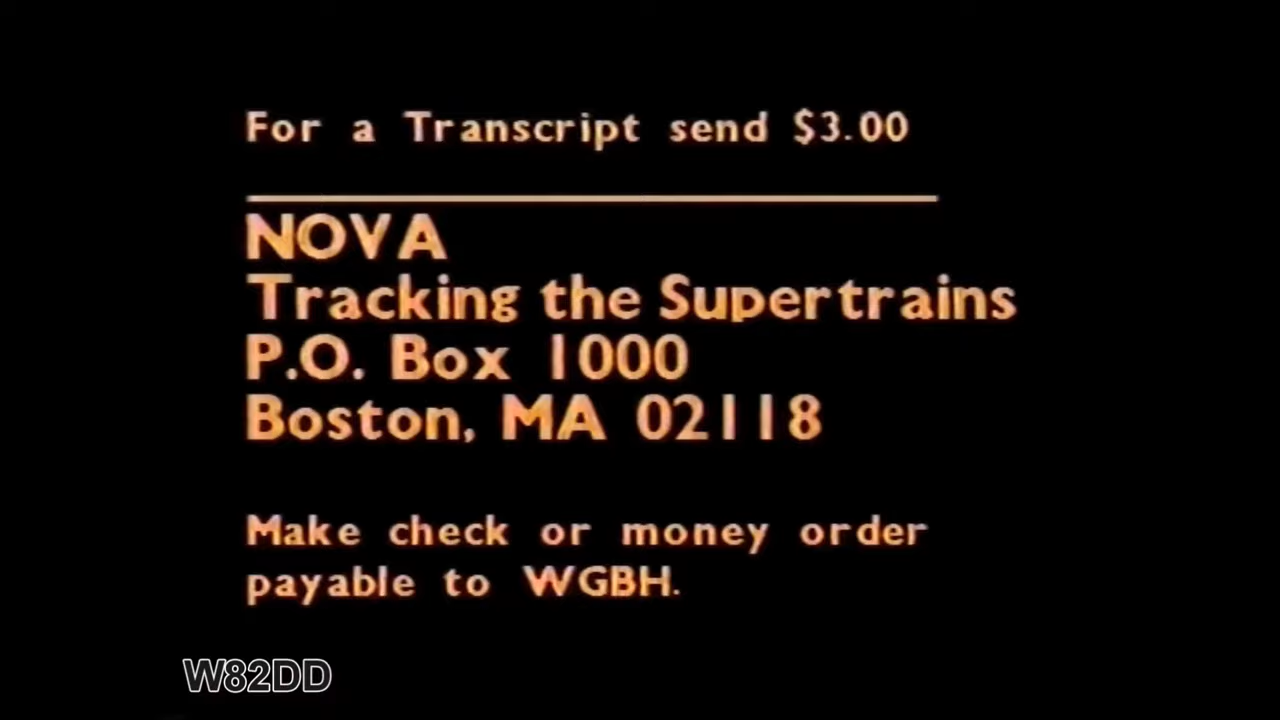 For a Transcript send $3.00
NOVA
Tracking the Supertrains
P.O. Box 1000
Boston, MA 02118
Make check or money order
payable to WGBH.
W82DD